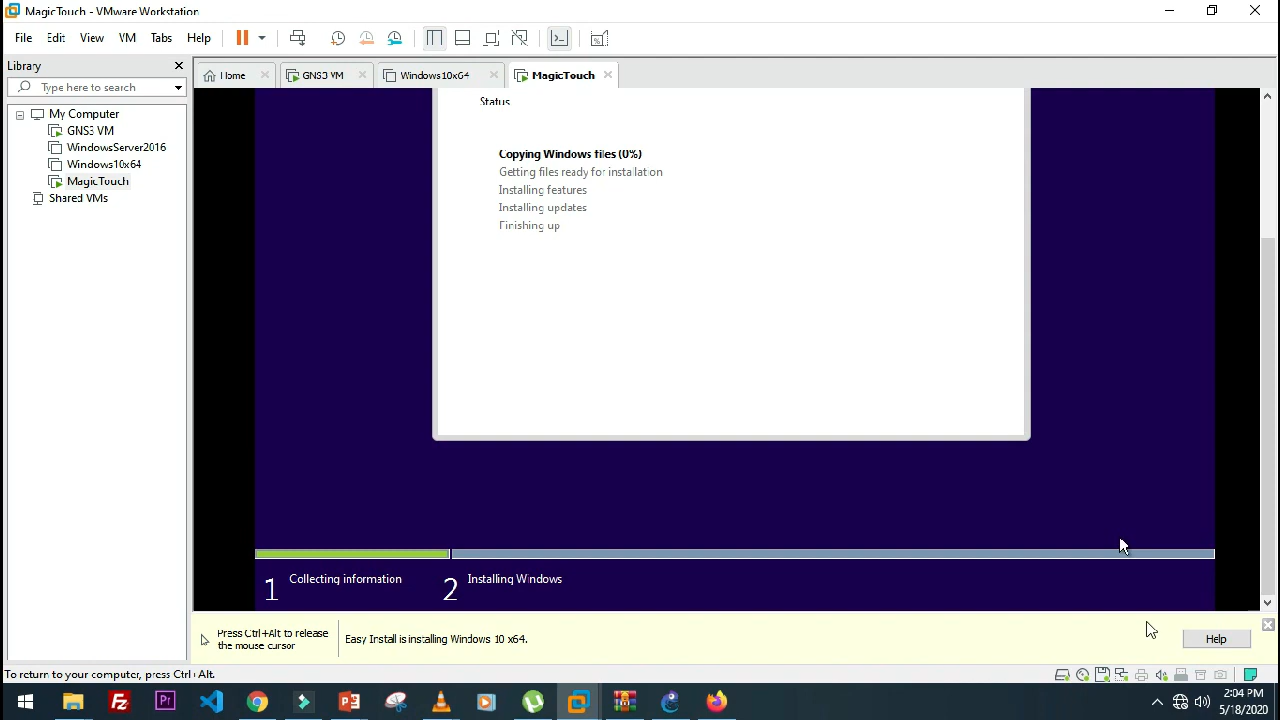 MagicTouch - VMware Workstation
File Edit View VM Tabs Help
Library
Type here to search
Home GNS3 VM Windows10x64 MagicTouch
My Computer
GNS3 VM
WindowsServer2016
Windows10x64
MagicTouch
Shared VMs
Status
Copying Windows files (0%)
Getting files ready for installation
Installing features
Installing updates
Finishing up
1 Collecting information
2 Installing Windows
Press Ctrl+Alt to release
the mouse cursor
Easy Install is installing Windows 10 x64.
Help
To return to your computer, press Ctrl+Alt.
Pr
2:04 PM
5/18/2020